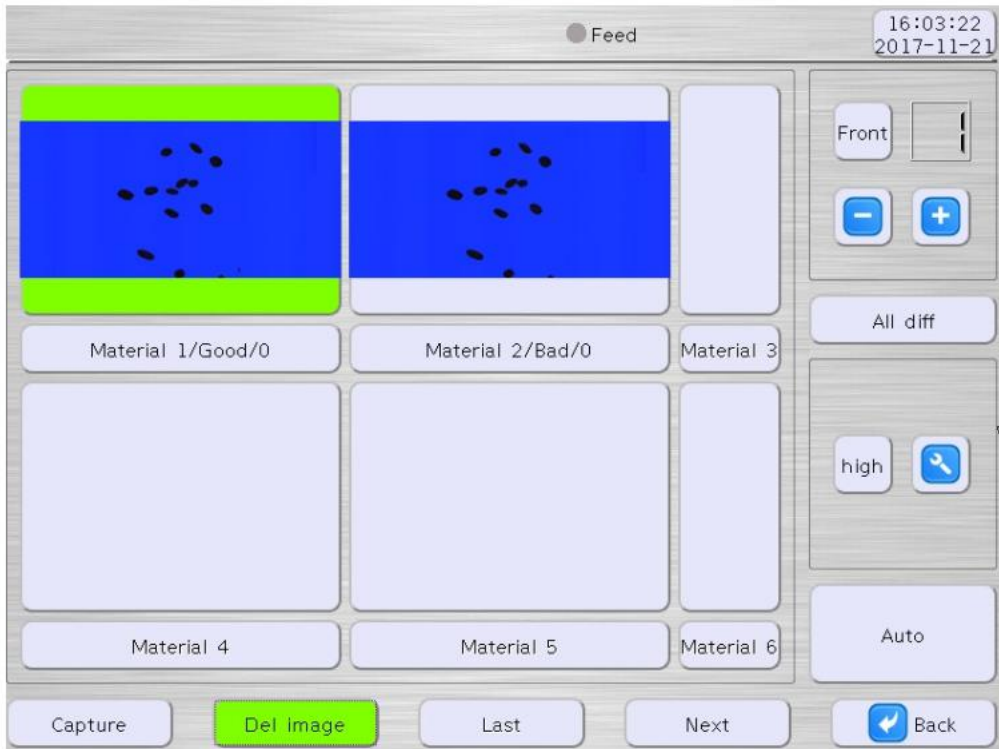 Feed
16:03:22
2017-11-21
Front
1
All diff
Material 1/Good/0
Material 2/Bad/0
Material 3
high
Material 4
Material 5
Material 6
Auto
Capture
Del image
Last
Next
Back